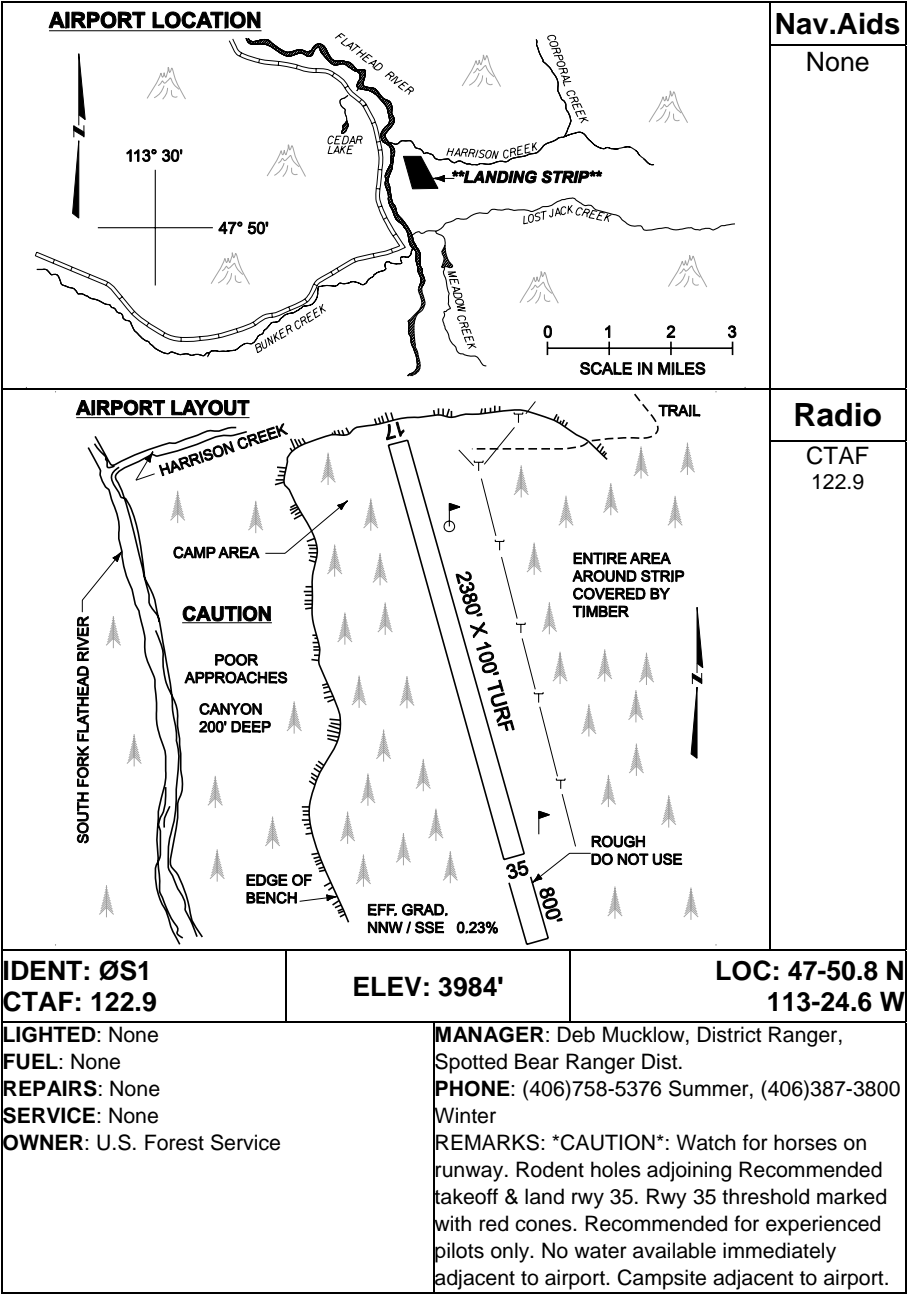 AIRPORT LOCATION
Nav.Aids
None
FLATHEAD RIVER
CORPORAL CREEK
CEDAR
LAKE
HARRISON CREEK
**LANDING STRIP**
N
113° 30'
47° 50'
LOST JACK CREEK
MEADOW CREEK
BUNKER CREEK
0 1 2 3
SCALE IN MILES
AIRPORT LAYOUT
TRAIL
Radio
CTAF
122.9
17
HARRISON CREEK
CAMP AREA
ENTIRE AREA
AROUND STRIP
COVERED BY
TIMBER
2380' X 100' TURF
CAUTION
POOR
APPROACHES
CANYON
200' DEEP
SOUTH FORK FLATHEAD RIVER
N
ROUGH
DO NOT USE
35
800'
EDGE OF
BENCH
EFF. GRAD.
NNW / SSE 0.23%
IDENT: ØS1
CTAF: 122.9
ELEV: 3984'
LOC: 47-50.8 N
113-24.6 W
LIGHTED: None
FUEL: None
REPAIRS: None
SERVICE: None
OWNER: U.S. Forest Service
MANAGER: Deb Mucklow, District Ranger,
Spotted Bear Ranger Dist.
PHONE: (406)758-5376 Summer, (406)387-3800
Winter
REMARKS: *CAUTION*: Watch for horses on
runway. Rodent holes adjoining Recommended
takeoff & land rwy 35. Rwy 35 threshold marked
with red cones. Recommended for experienced
pilots only. No water available immediately
adjacent to airport. Campsite adjacent to airport.